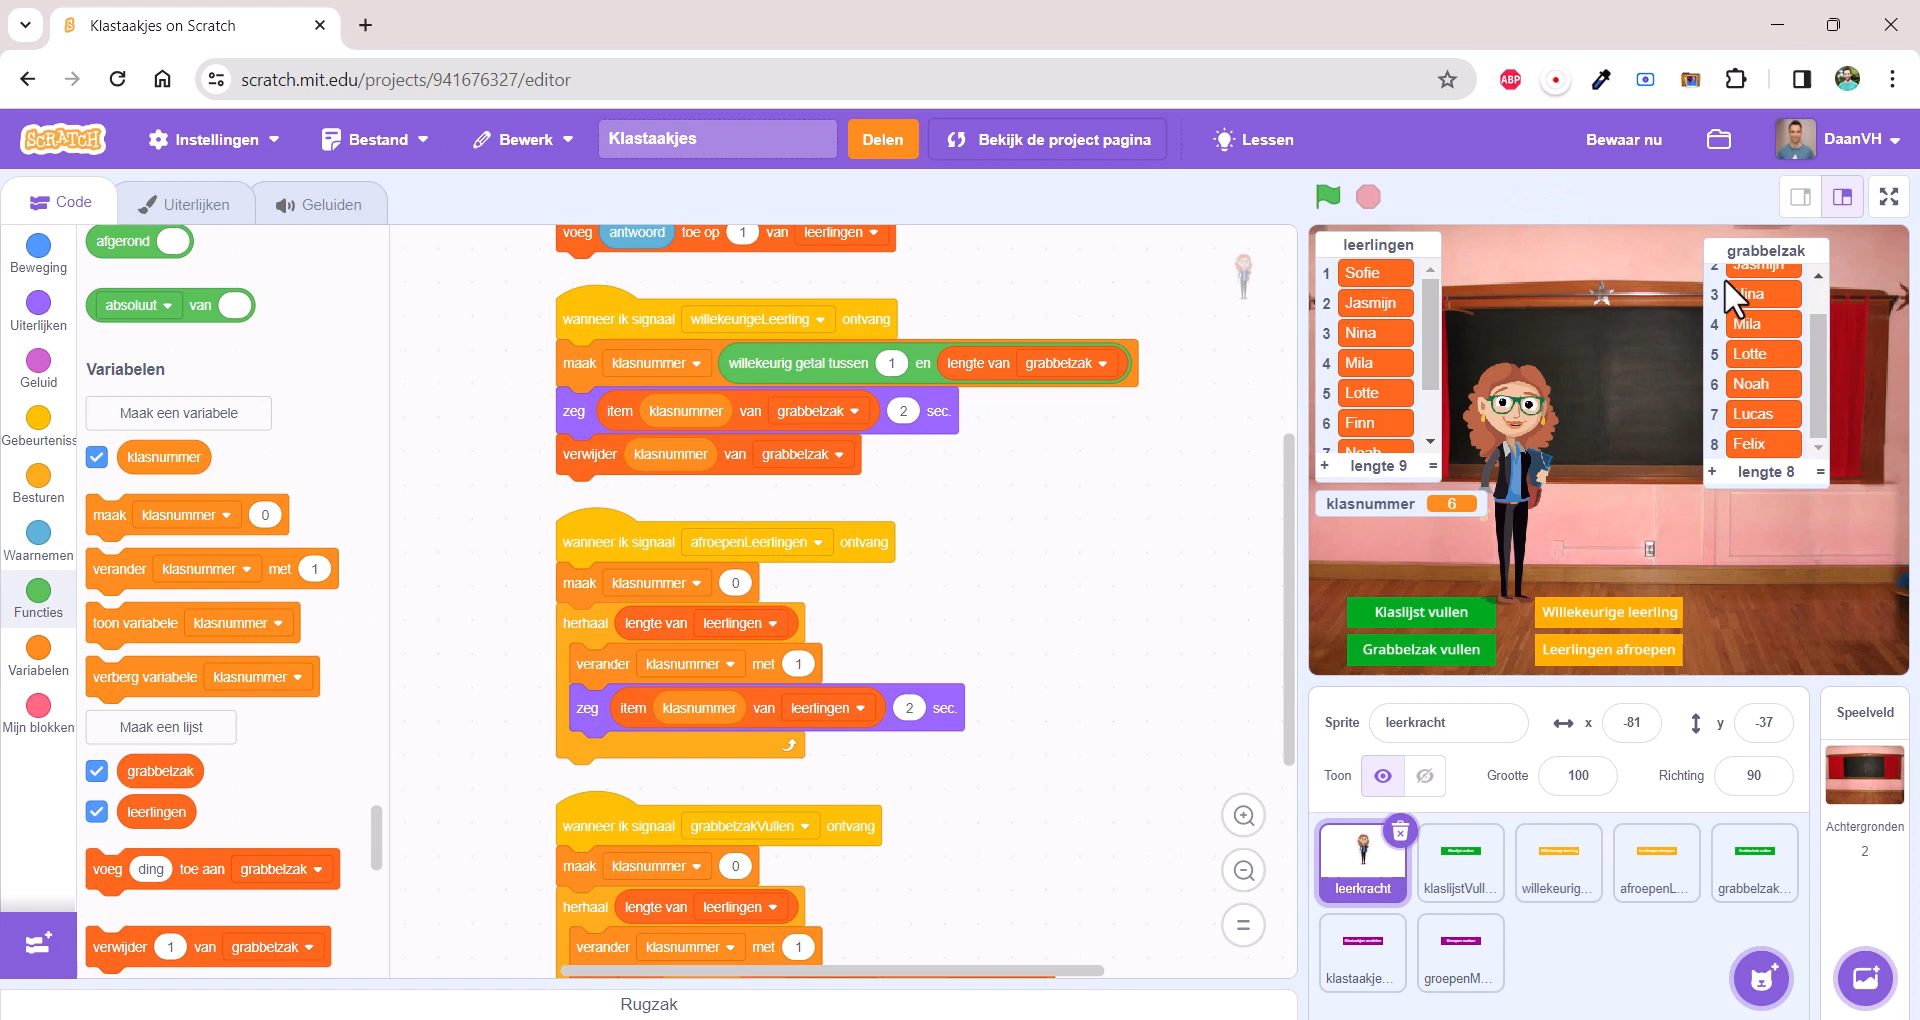 Klastaakjes on Scratch
scratch.mit.edu/projects/941676327/editor
ABP
SCRATCH
Instellingen
Bestand
Bewerk
Klastaakjes
Delen
Bekijk de project pagina
Lessen
Bewaar nu
DaanVH
Code
Uiterlijken
Geluiden
Beweging
Uiterlijken
Geluid
Gebeurteniss
Besturen
Waarnemen
Functies
Variabelen
Mijn blokken
afgerond
absoluut van
Variabelen
Maak een variabele
klasnummer
maak klasnummer 0
verander klasnummer met 1
toon variabele klasnummer
verberg variabele klasnummer
Maak een lijst
grabbelzak
leerlingen
voeg ding toe aan grabbelzak
verwijder 1 van grabbelzak
voeg antwoord toe op 1 van leerlingen
wanneer ik signaal willekeurigeLeerling ontvang
maak klasnummer willekeurig getal tussen 1 en lengte van grabbelzak
zeg item klasnummer van grabbelzak 2 sec.
verwijder klasnummer van grabbelzak
wanneer ik signaal afroepenLeerlingen ontvang
maak klasnummer 0
herhaal lengte van leerlingen
verander klasnummer met 1
zeg item klasnummer van leerlingen 2 sec.
wanneer ik signaal grabbelzakVullen ontvang
maak klasnummer 0
herhaal lengte van leerlingen
verander klasnummer met 1
Rugzak
leerlingen
1 Sofie
2 Jasmijn
3 Nina
4 Mila
5 Lotte
6 Finn
7 Noah
+ lengte 9 =
klasnummer 6
grabbelzak
2 Jasmijn
3 Nina
4 Mila
5 Lotte
6 Noah
7 Lucas
8 Felix
+ lengte 8 =
Klaslijst vullen
Willekeurige leerling
Grabbelzak vullen
Leerlingen afroepen
Sprite leerkracht x -81 y -37
Toon Grootte 100 Richting 90
leerkracht
klaslijstVull...
willekeurig...
afroepenL...
grabbelzak...
klastaakje...
groepenM...
Speelveld
Achtergronden
2